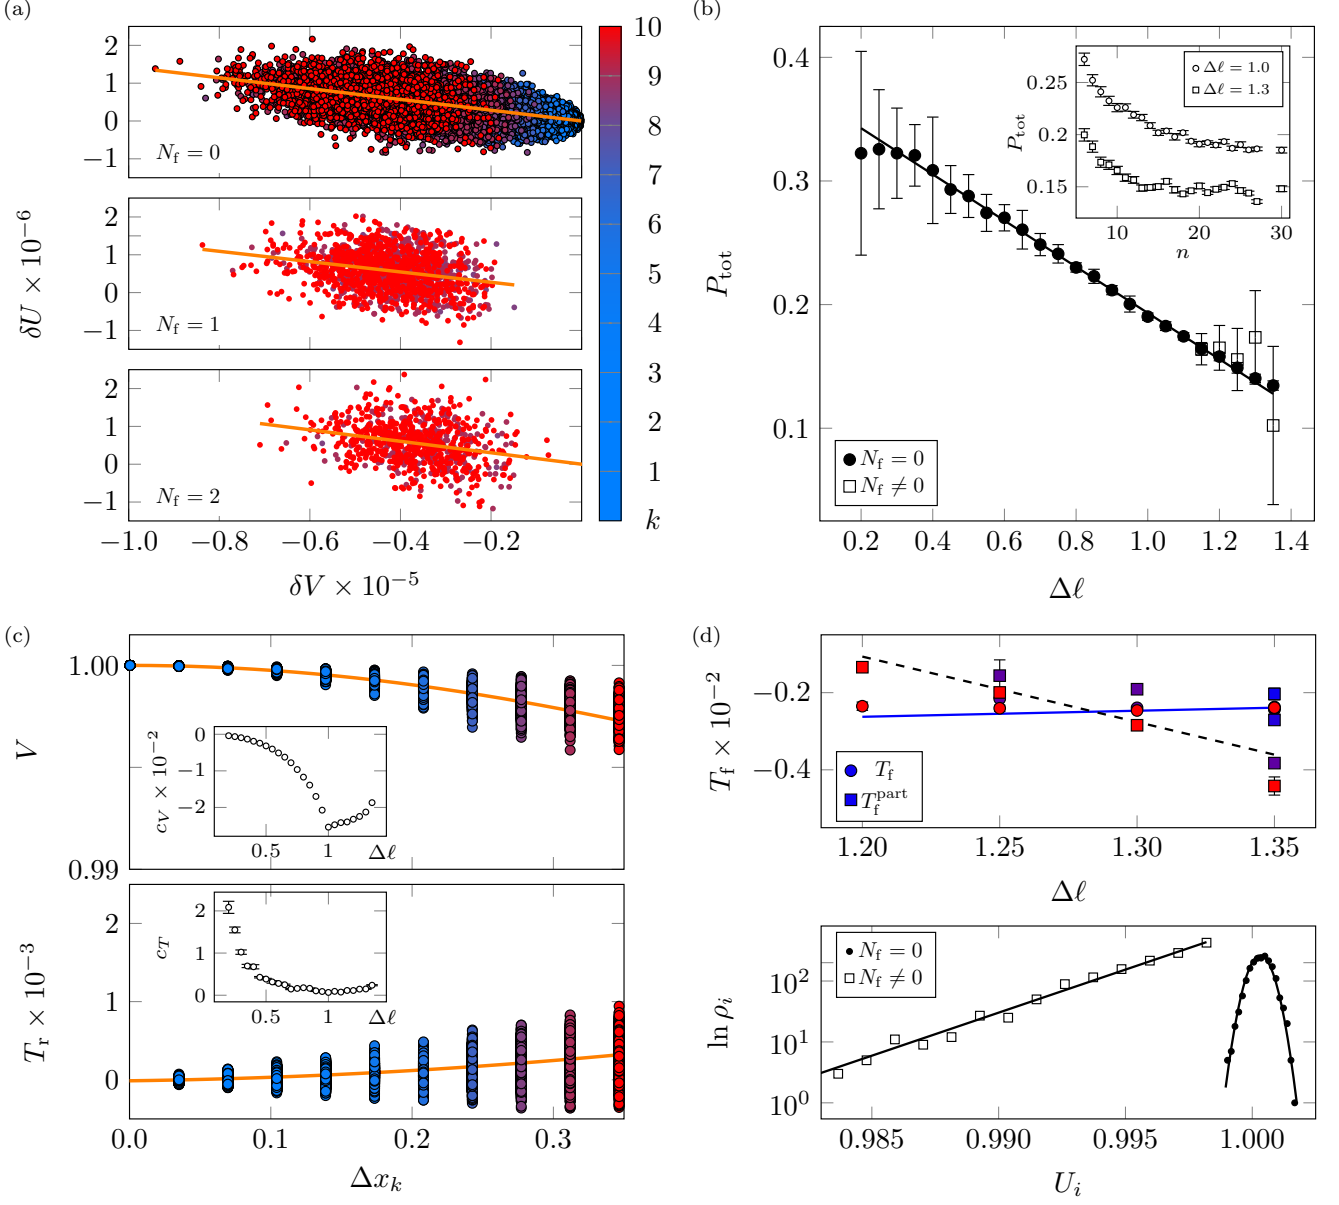 (a)
2
1
0
−1
N_f = 0
2
1
0
−1
N_f = 1
2
1
0
−1
N_f = 2
−1.0
−0.8
−0.6
−0.4
−0.2
δU × 10⁻⁶
δV × 10⁻⁵
10
9
8
7
6
5
4
3
2
1
k
(b)
0.4
0.3
0.2
0.1
P_tot
0.2 0.4 0.6 0.8 1.0 1.2 1.4
Δℓ
N_f = 0
N_f ≠ 0
0.25
0.2
0.15
P_tot
10 20 30
n
Δℓ = 1.0
Δℓ = 1.3
(c)
1.00
0.99
V
0
−1
−2
c_V × 10⁻²
0.5 1 Δℓ
1
0
T_r × 10⁻³
2
1
0
c_T
0.5 1 Δℓ
0.0 0.1 0.2 0.3
Δx_k
(d)
−0.2
−0.4
T_f × 10⁻²
T_f
T_f^part
1.20 1.25 1.30 1.35
Δℓ
10²
10¹
10⁰
ln ρ_i
N_f = 0
N_f ≠ 0
0.985 0.990 0.995 1.000
U_i